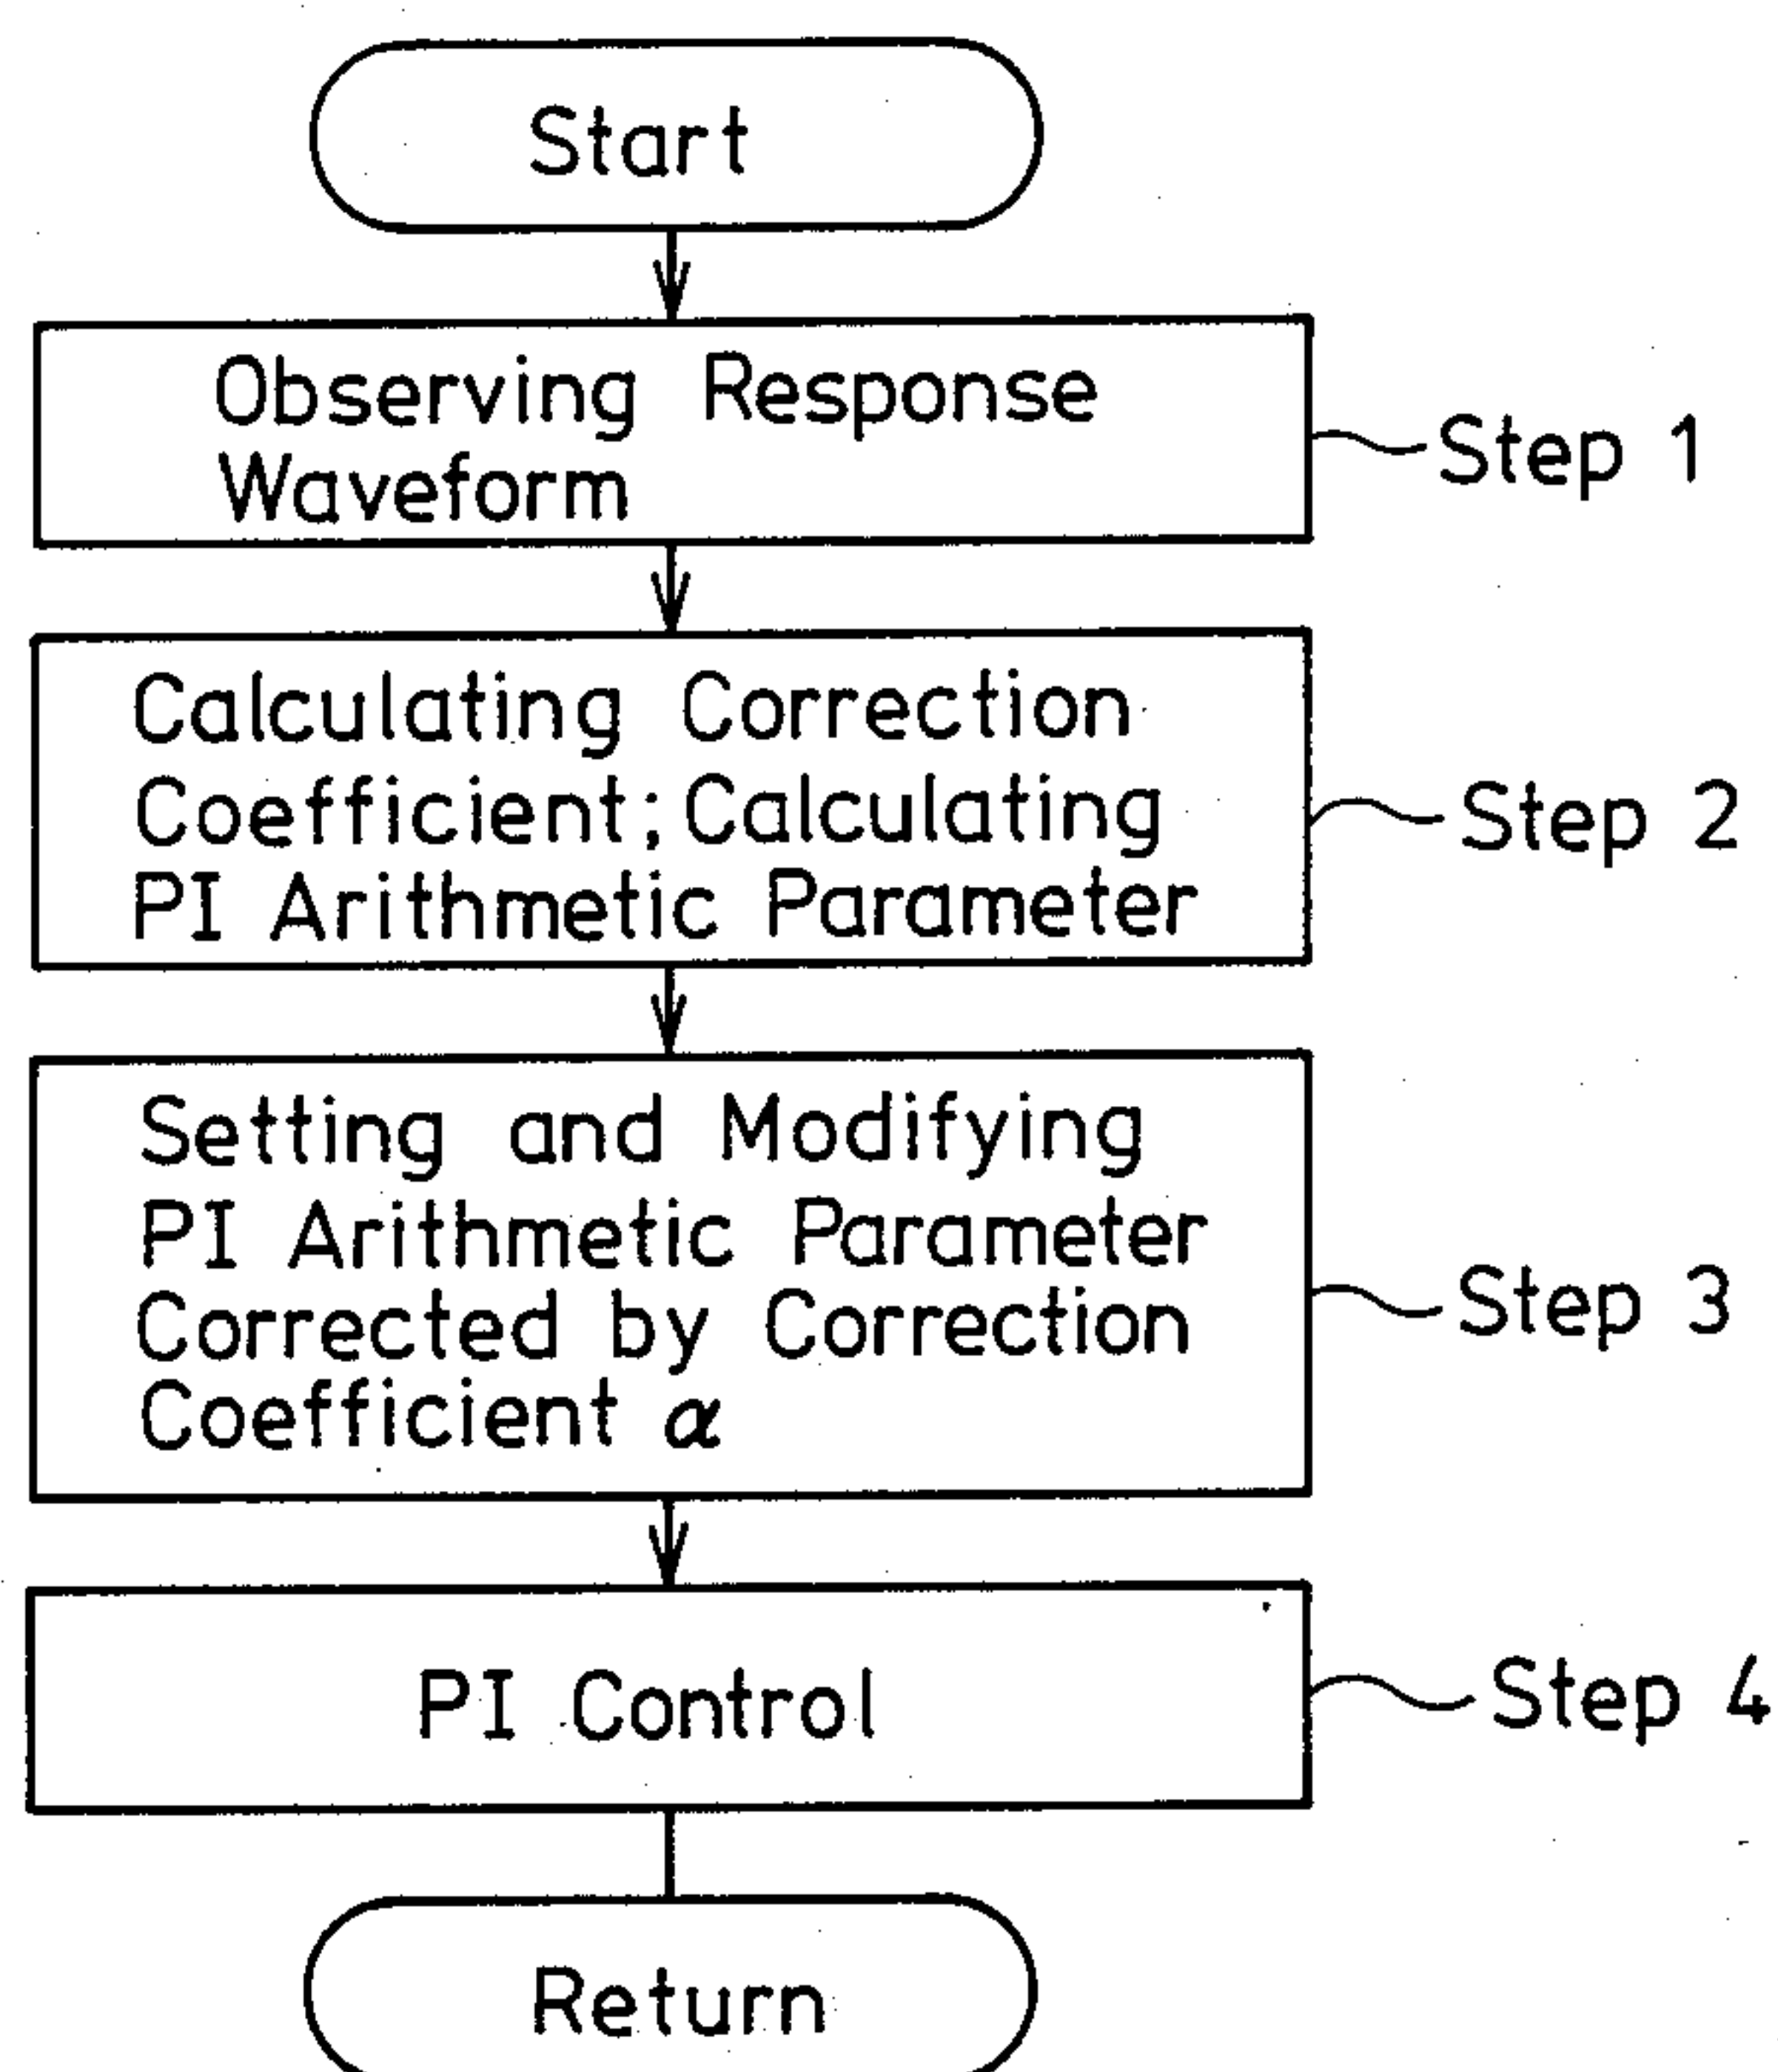 Start
Observing Response
Waveform
Step 1
Calculating Correction
Coefficient; Calculating
PI Arithmetic Parameter
Step 2
Setting and Modifying
PI Arithmetic Parameter
Corrected by Correction
Coefficient α
Step 3
PI Control
Step 4
Return